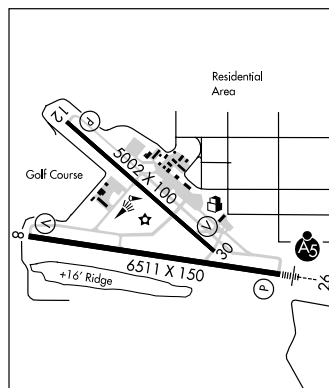 Residential
Area
12
P
5002 X 100
Golf Course
V
V
30
8
A5
6511 X 150
+16' Ridge
P
26